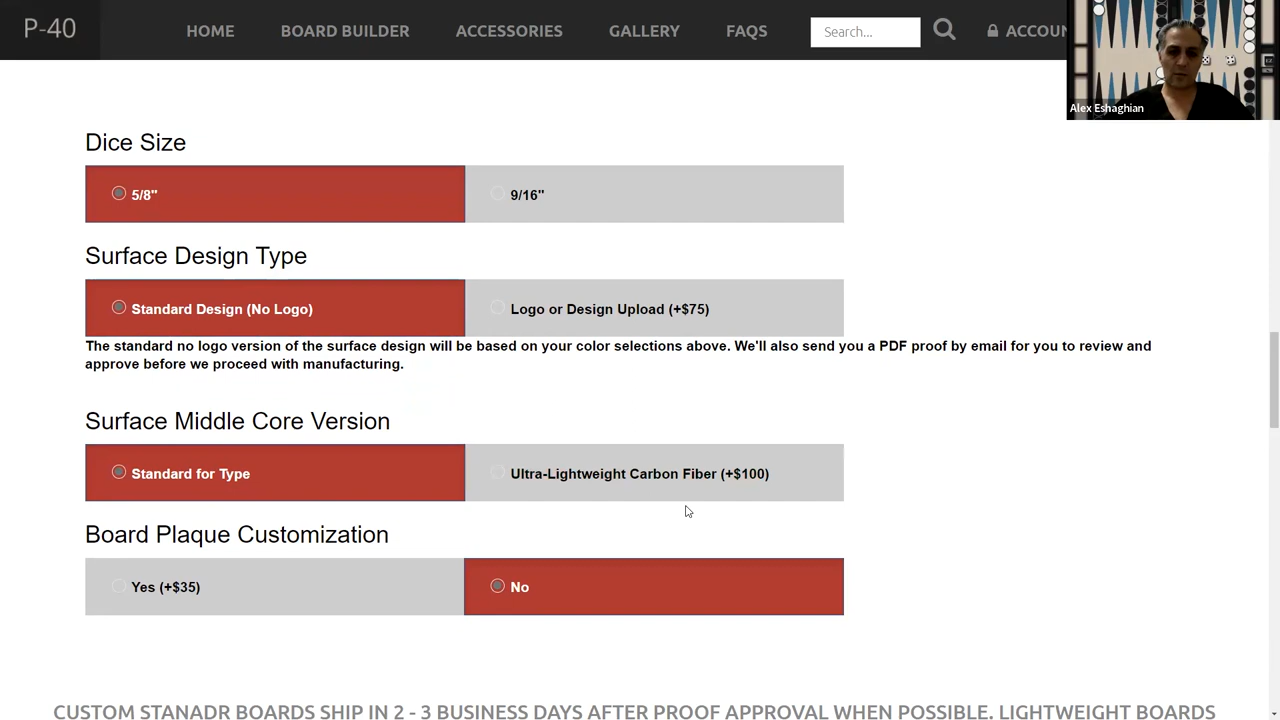 P-40
HOME
BOARD BUILDER
ACCESSORIES
GALLERY
FAQS
Search...
ACCOUN
Alex Eshaghian
Dice Size
5/8"
9/16"
Surface Design Type
Standard Design (No Logo)
Logo or Design Upload (+$75)
The standard no logo version of the surface design will be based on your color selections above. We'll also send you a PDF proof by email for you to review and
approve before we proceed with manufacturing.
Surface Middle Core Version
Standard for Type
Ultra-Lightweight Carbon Fiber (+$100)
Board Plaque Customization
Yes (+$35)
No
CUSTOM STANADR BOARDS SHIP IN 2 - 3 BUSINESS DAYS AFTER PROOF APPROVAL WHEN POSSIBLE. LIGHTWEIGHT BOARDS